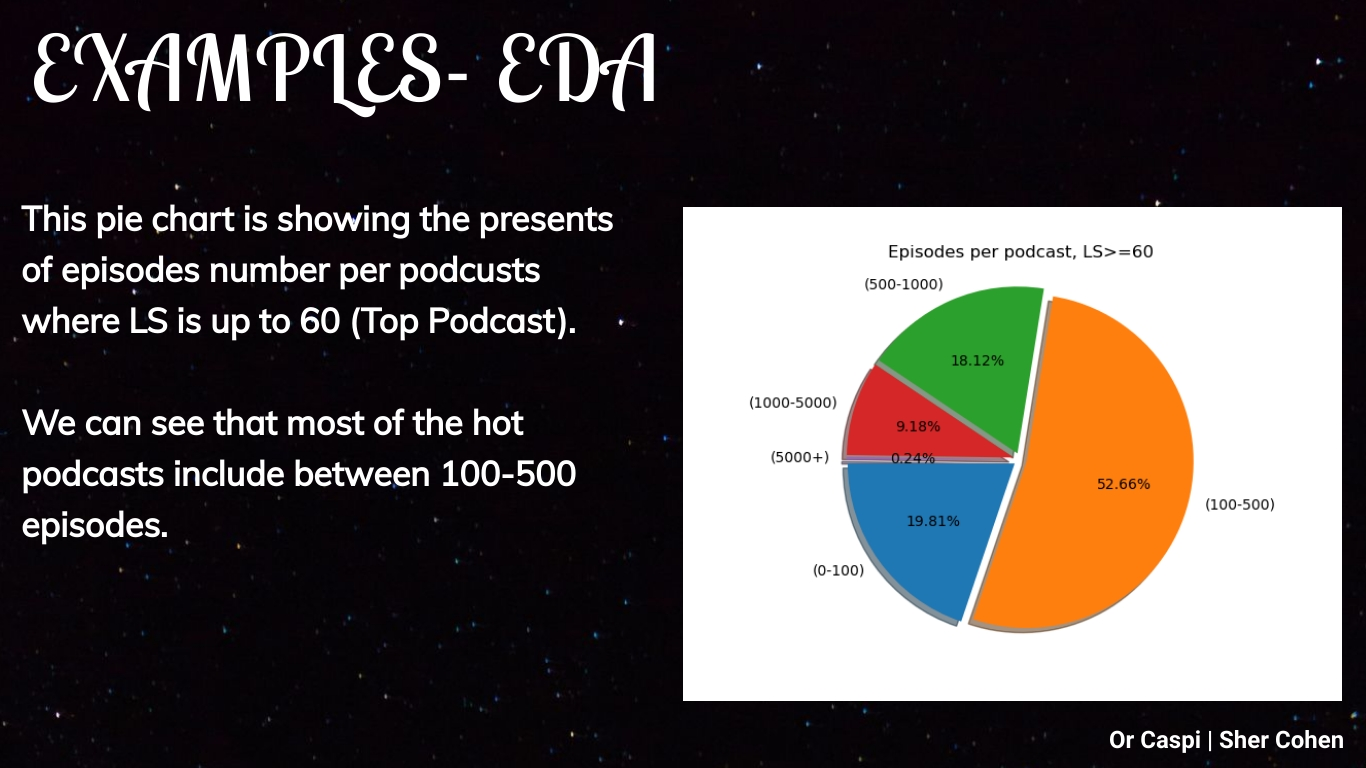 EXAMPLES- EDA
This pie chart is showing the presents
of episodes number per podcusts
where LS is up to 60 (Top Podcast).
We can see that most of the hot
podcasts include between 100-500
episodes.
Episodes per podcast, LS>=60
(500-1000)
18.12%
(1000-5000)
9.18%
(5000+)
0.24%
52.66%
(100-500)
19.81%
(0-100)
Or Caspi | Sher Cohen